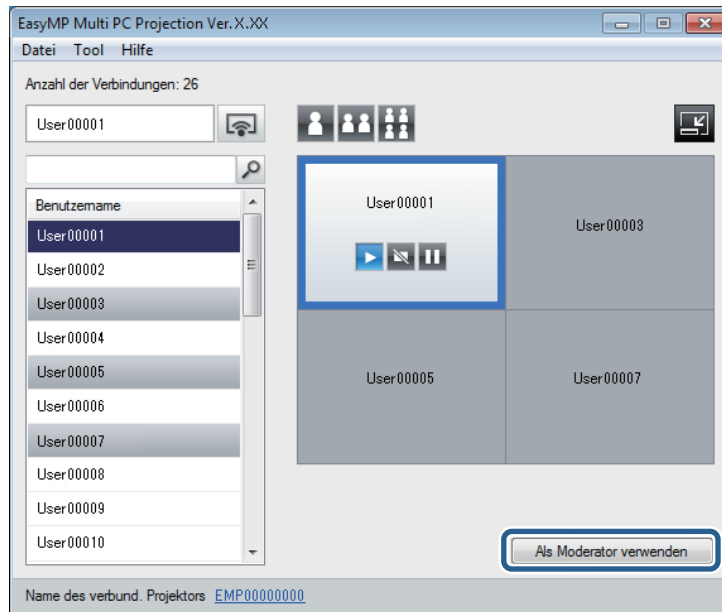 EasyMP Multi PC Projection Ver.X.XX
Datei Tool Hilfe
Anzahl der Verbindungen: 26
User00001
Benutzername
User00001
User00002
User00003
User00004
User00005
User00006
User00007
User00008
User00009
User00010
User00001
User00003
User00005
User00007
Als Moderator verwenden
Name des verbund. Projektors EMP00000000